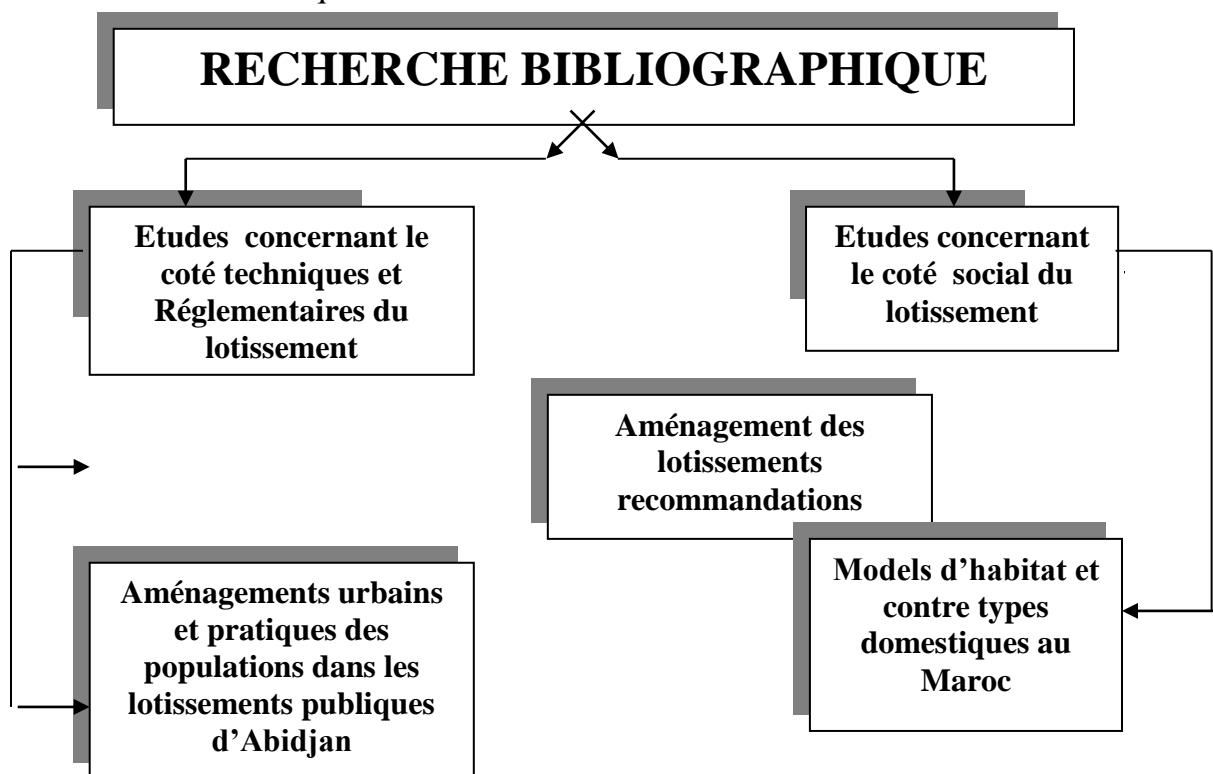 RECHERCHE BIBLIOGRAPHIQUE
Etudes concernant le
coté techniques et
Réglementaires du
lotissement
Etudes concernant
le coté social du
lotissement
Aménagement des
lotissements
recommandations
Aménagements urbains
et pratiques des
populations dans les
lotissements publiques
d’Abidjan
Models d’habitat et
contre types
domestiques au
Maroc